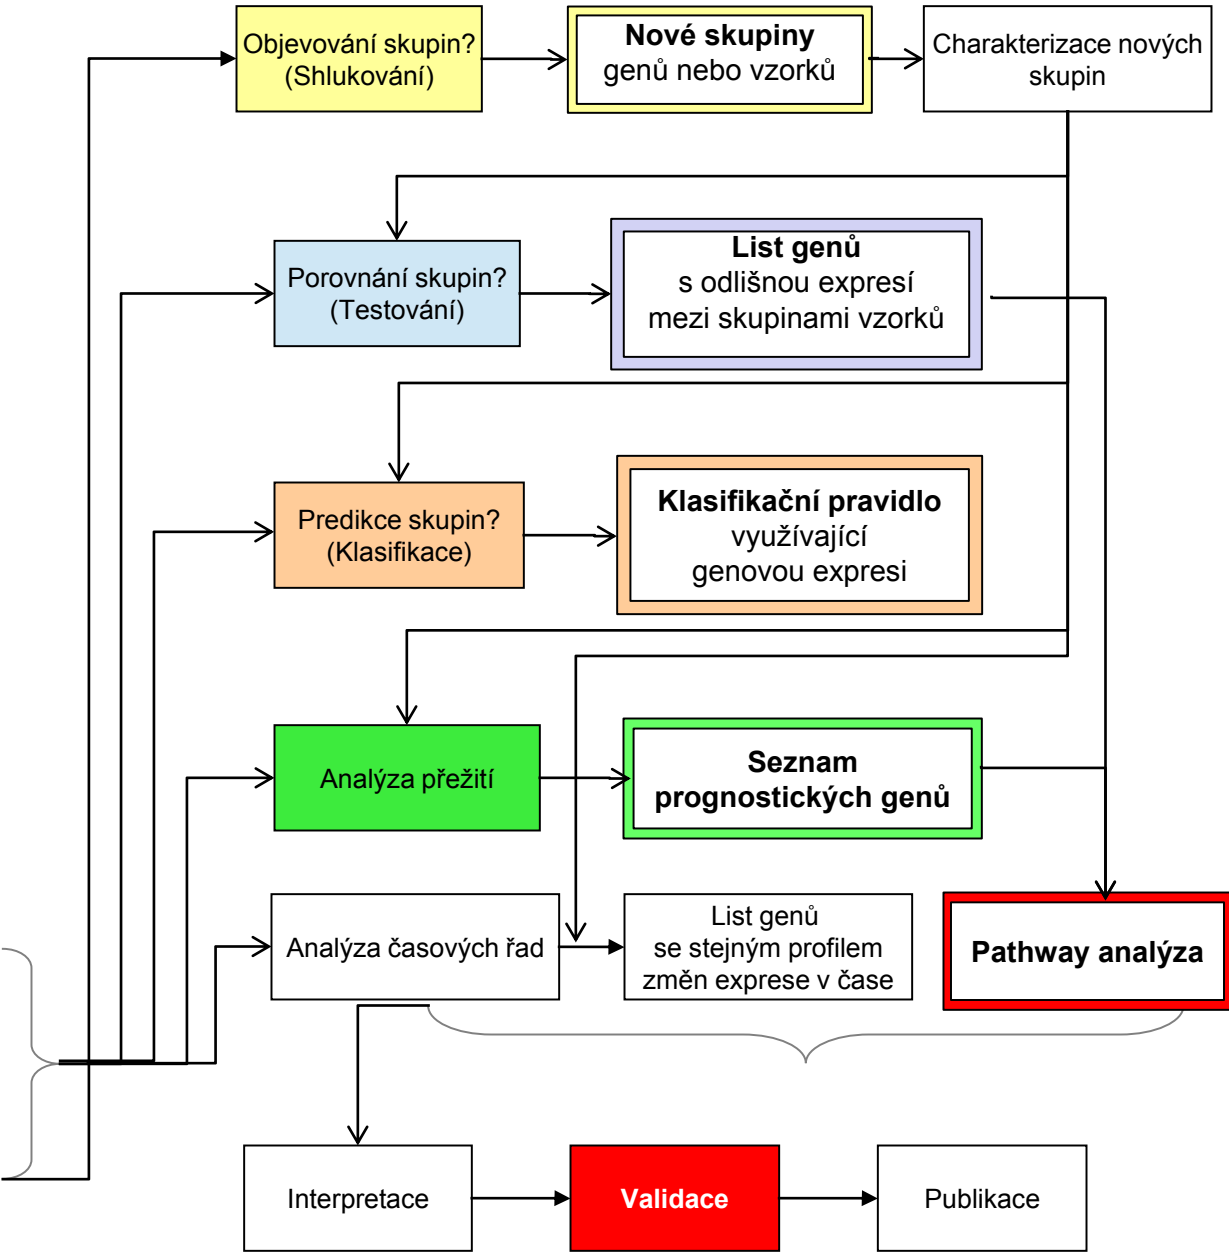 Objevování skupin?
(Shlukování)
Nové skupiny
genů nebo vzorků
Charakterizace nových
skupin
Porovnání skupin?
(Testování)
List genů
s odlišnou expresí
mezi skupinami vzorků
Predikce skupin?
(Klasifikace)
Klasifikační pravidlo
využívající
genovou expresi
Analýza přežití
Seznam
prognostických genů
Analýza časových řad
List genů
se stejným profilem
změn exprese v čase
Pathway analýza
Interpretace
Validace
Publikace